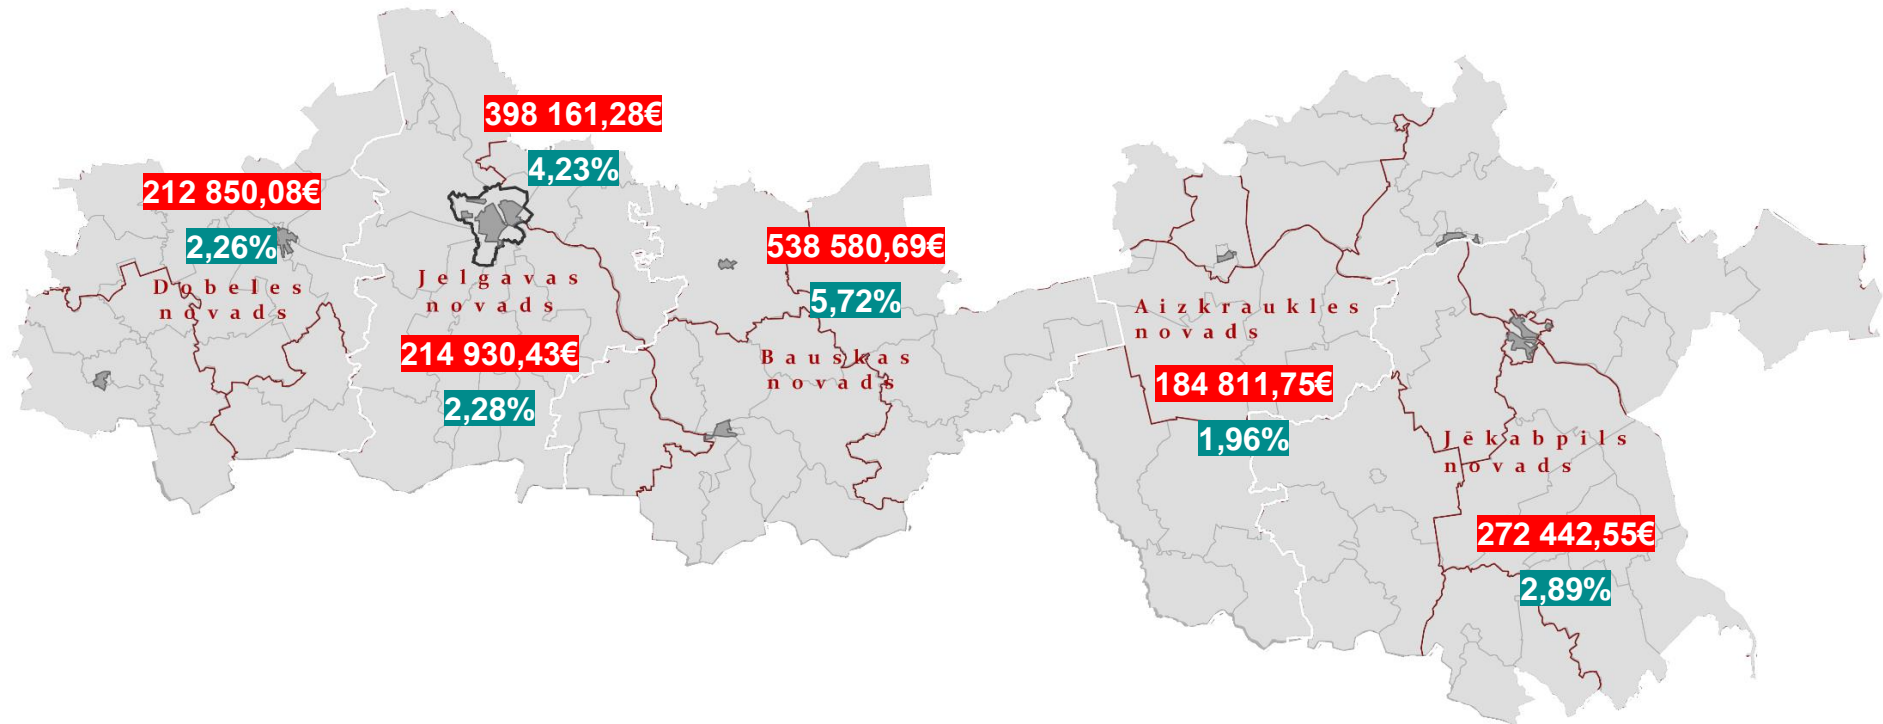 398 161,28€
4,23%
212 850,08€
2,26%
Dobeles
novads
Jelgavas
novads
214 930,43€
2,28%
538 580,69€
5,72%
Bauskas
novads
Aizkraukles
novads
184 811,75€
1,96%
Jēkabpils
novads
272 442,55€
2,89%